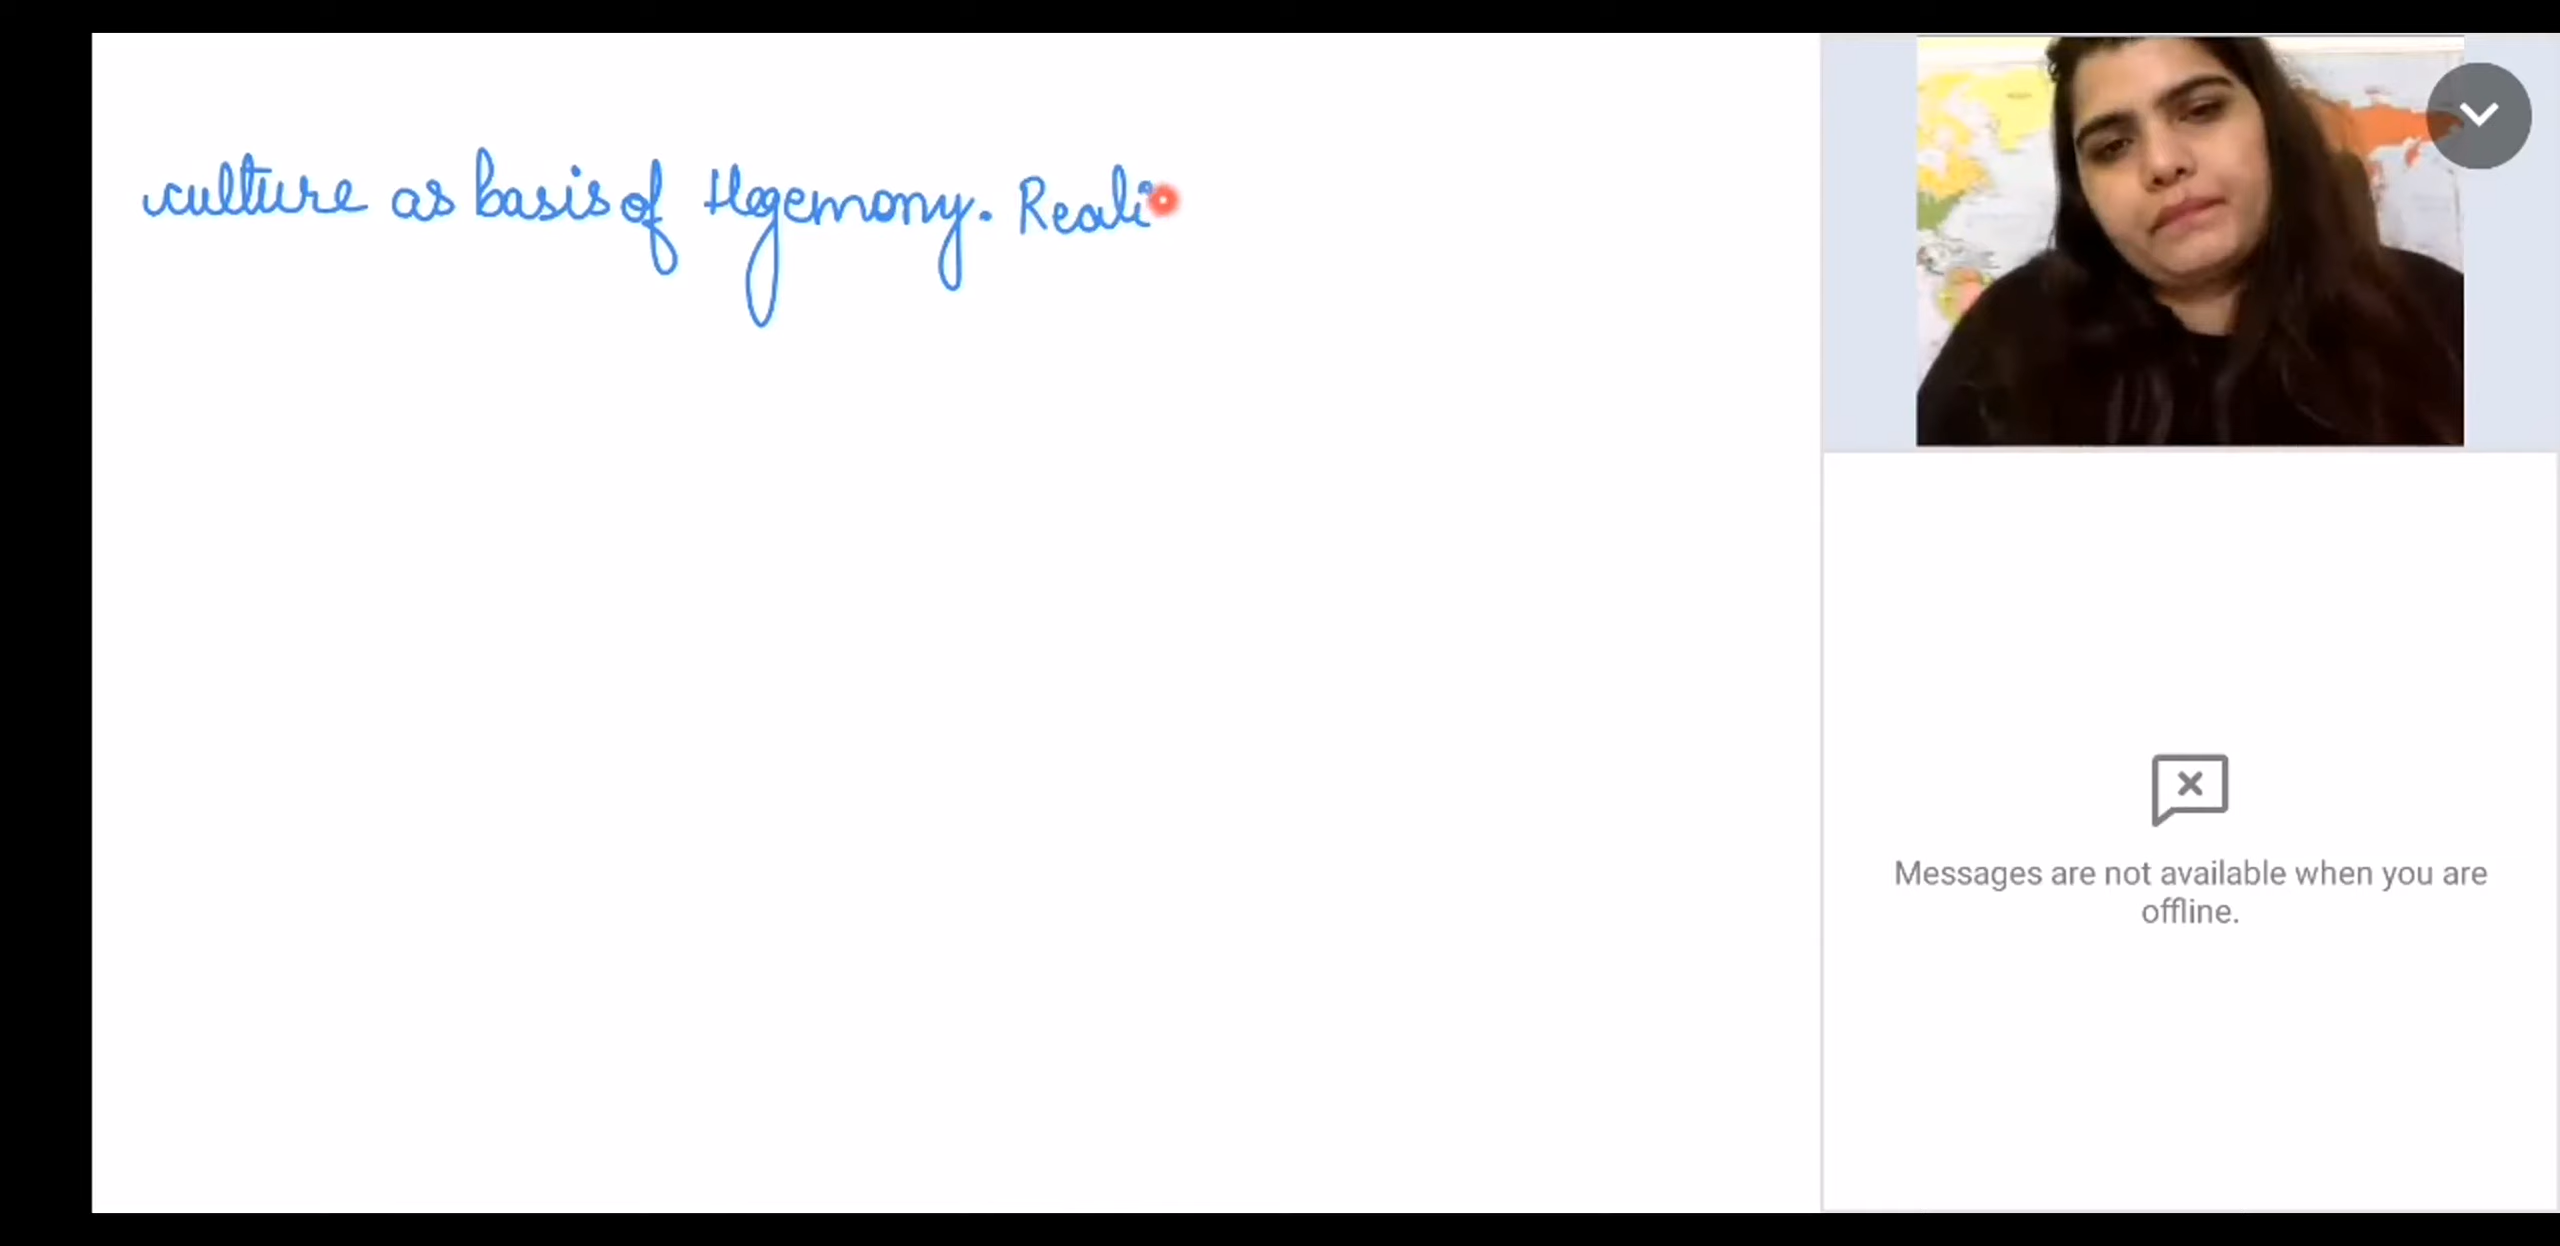 culture as basis of Hegemony. Reali
Messages are not available when you are
offline.